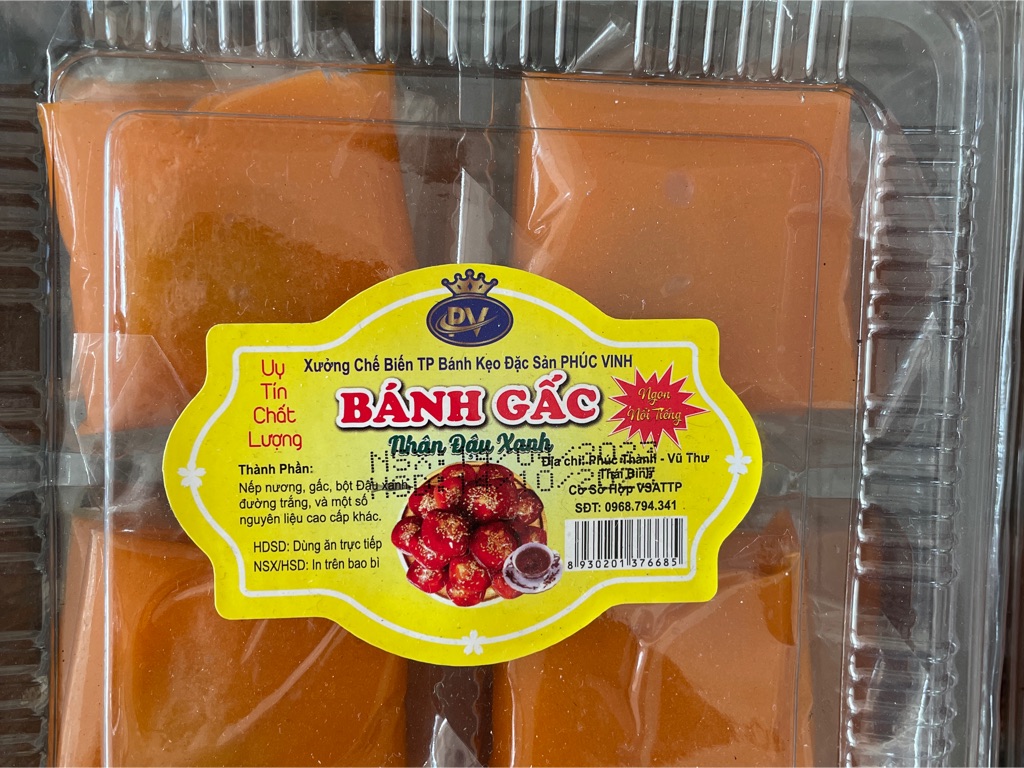 PV
Xưởng Chế Biến TP Bánh Kẹo Đặc Sản PHÚC VINH
Uy
Tín
Chất
Lượng
BÁNH GẤC
Ngon
Nổi Tiếng
Nhân Đậu Xanh
Thành Phần:
Nếp nương, gấc, bột Đậu xanh,
đường trắng, và một số
nguyên liệu cao cấp khác.
HDSD: Dùng ăn trực tiếp
NSX/HSD: In trên bao bì
Địa chỉ: Phúc Thành - Vũ Thư
Thái Bình
Cơ Sở Hợp VSATTP
SĐT: 0968.794.341
8 930201 376685